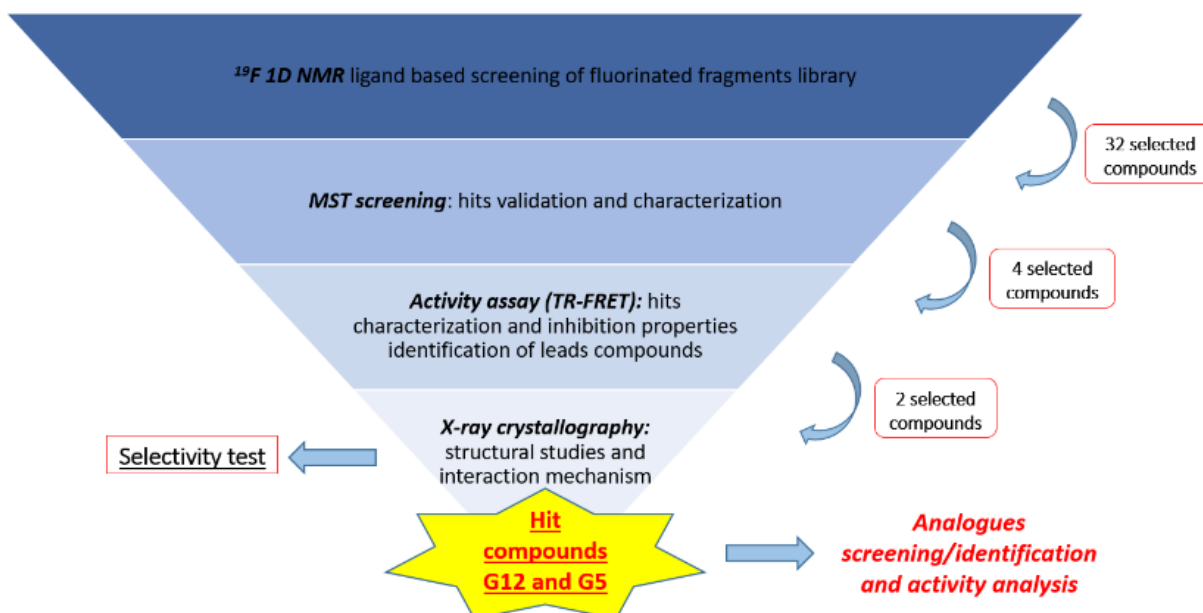 ¹⁹F 1D NMR ligand based screening of fluorinated fragments library
32 selected
compounds
MST screening: hits validation and characterization
4 selected
compounds
Activity assay (TR-FRET): hits
characterization and inhibition properties
identification of leads compounds
2 selected
compounds
X-ray crystallography:
structural studies and
interaction mechanism
Selectivity test
Hit
compounds
G12 and G5
Analogues
screening/identification
and activity analysis